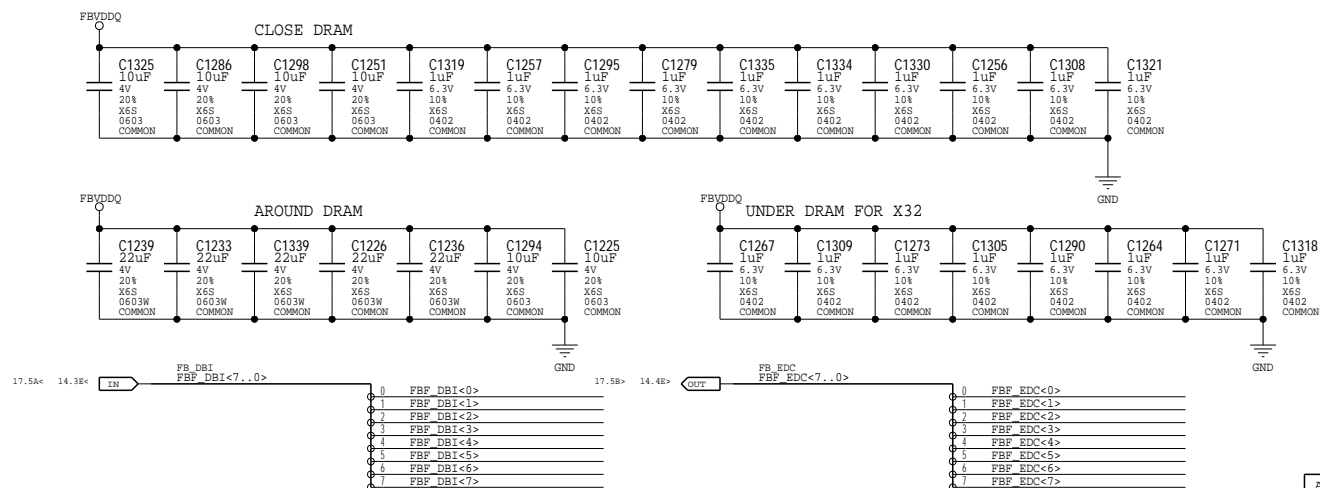 FBVDDQ
CLOSE DRAM
C1325 C1286 C1298 C1251 C1319 C1257 C1295 C1279 C1335 C1334 C1330 C1256 C1308 C1321
10uF 10uF 10uF 10uF 1uF 1uF 1uF 1uF 1uF 1uF 1uF 1uF 1uF 1uF
4V 4V 4V 4V 6.3V 6.3V 6.3V 6.3V 6.3V 6.3V 6.3V 6.3V 6.3V 6.3V
20% 20% 20% 20% 10% 10% 10% 10% 10% 10% 10% 10% 10% 10%
X6S X6S X6S X6S X6S X6S X6S X6S X6S X6S X6S X6S X6S X6S
0603 0603 0603 0603 0402 0402 0402 0402 0402 0402 0402 0402 0402 0402
COMMON COMMON COMMON COMMON COMMON COMMON COMMON COMMON COMMON COMMON COMMON COMMON COMMON COMMON
GND
FBVDDQ
AROUND DRAM
C1239 C1233 C1339 C1226 C1236 C1294 C1225
22uF 22uF 22uF 22uF 22uF 10uF 10uF
4V 4V 4V 4V 4V 4V 4V
20% 20% 20% 20% 20% 20% 20%
X6S X6S X6S X6S X6S X6S X6S
0603W 0603W 0603W 0603W 0603W 0603 0603
COMMON COMMON COMMON COMMON COMMON COMMON COMMON
GND
FBVDDQ
UNDER DRAM FOR X32
C1267 C1309 C1273 C1305 C1290 C1264 C1271 C1318
1uF 1uF 1uF 1uF 1uF 1uF 1uF 1uF
6.3V 6.3V 6.3V 6.3V 6.3V 6.3V 6.3V 6.3V
10% 10% 10% 10% 10% 10% 10% 10%
X6S X6S X6S X6S X6S X6S X6S X6S
0402 0402 0402 0402 0402 0402 0402 0402
COMMON COMMON COMMON COMMON COMMON COMMON COMMON COMMON
GND
FB_DBI
17.5A< 14.3E< IN FBF_DBI<7..0>
0 FBF_DBI<0>
1 FBF_DBI<1>
2 FBF_DBI<2>
3 FBF_DBI<3>
4 FBF_DBI<4>
5 FBF_DBI<5>
6 FBF_DBI<6>
7 FBF_DBI<7>
FB_EDC
17.5B> 14.4E> OUT FBF_EDC<7..0>
0 FBF_EDC<0>
1 FBF_EDC<1>
2 FBF_EDC<2>
3 FBF_EDC<3>
4 FBF_EDC<4>
5 FBF_EDC<5>
6 FBF_EDC<6>
7 FBF_EDC<7>